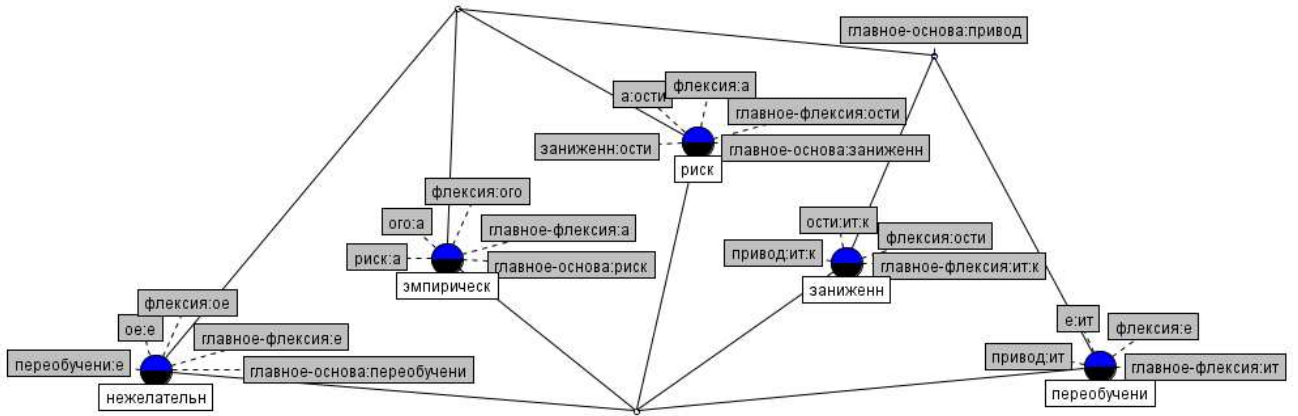 главное-основа:привод
флексия:а
а:ости
главное-флексия:ости
заниженн:ости
главное-основа:заниженн
риск
флексия:ого
ого:а
главное-флексия:а
риск:а
главное-основа:риск
эмпирическ
ости:ит:к
флексия:ости
привод:ит:к
главное-флексия:ит:к
заниженн
флексия:ое
ое:е
главное-флексия:е
переобучени:е
главное-основа:переобучени
нежелательн
е:ит
флексия:е
привод:ит
главное-флексия:ит
переобучени